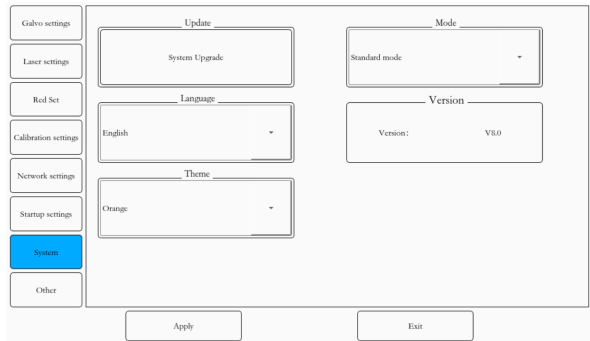 Galvo settings
Laser settings
Red Set
Calibration settings
Network settings
Startup settings
System
Other
Update
System Upgrade
Language
English
Theme
Orange
Mode
Standard mode
Version
Version: V8.0
Apply
Exit